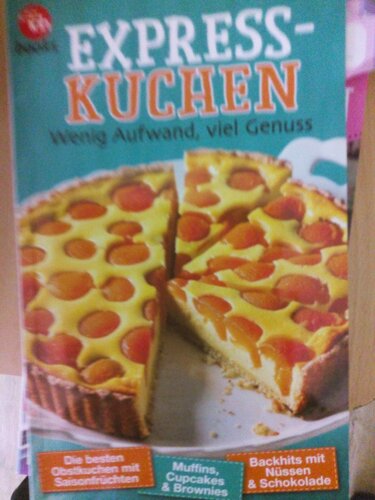 EXPRESS-
KUCHEN
Wenig Aufwand, viel Genuss
Die besten
Obstkuchen mit
Saisonfrüchten
Muffins,
Cupcakes
& Brownies
Backhits mit
Nüssen
& Schokolade